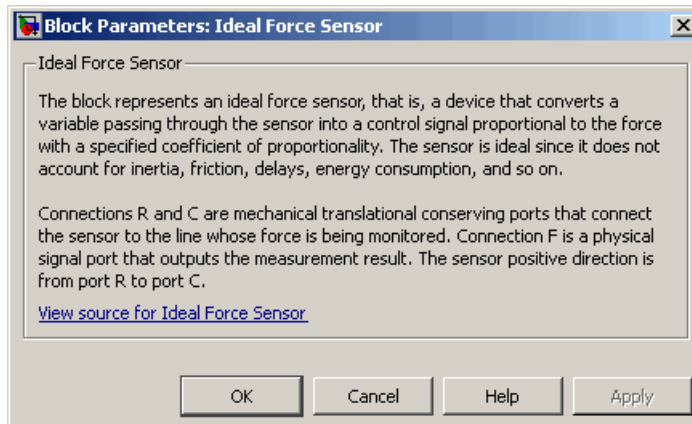 Block Parameters: Ideal Force Sensor
Ideal Force Sensor
The block represents an ideal force sensor, that is, a device that converts a
variable passing through the sensor into a control signal proportional to the force
with a specified coefficient of proportionality. The sensor is ideal since it does not
account for inertia, friction, delays, energy consumption, and so on.
Connections R and C are mechanical translational conserving ports that connect
the sensor to the line whose force is being monitored. Connection F is a physical
signal port that outputs the measurement result. The sensor positive direction is
from port R to port C.
View source for Ideal Force Sensor
OK Cancel Help Apply